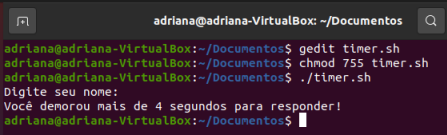 adriana@adriana-VirtualBox: ~/Documentos
adriana@adriana-VirtualBox:~/Documentos$ gedit timer.sh
adriana@adriana-VirtualBox:~/Documentos$ chmod 755 timer.sh
adriana@adriana-VirtualBox:~/Documentos$ ./timer.sh
Digite seu nome:
Você demorou mais de 4 segundos para responder!
adriana@adriana-VirtualBox:~/Documentos$